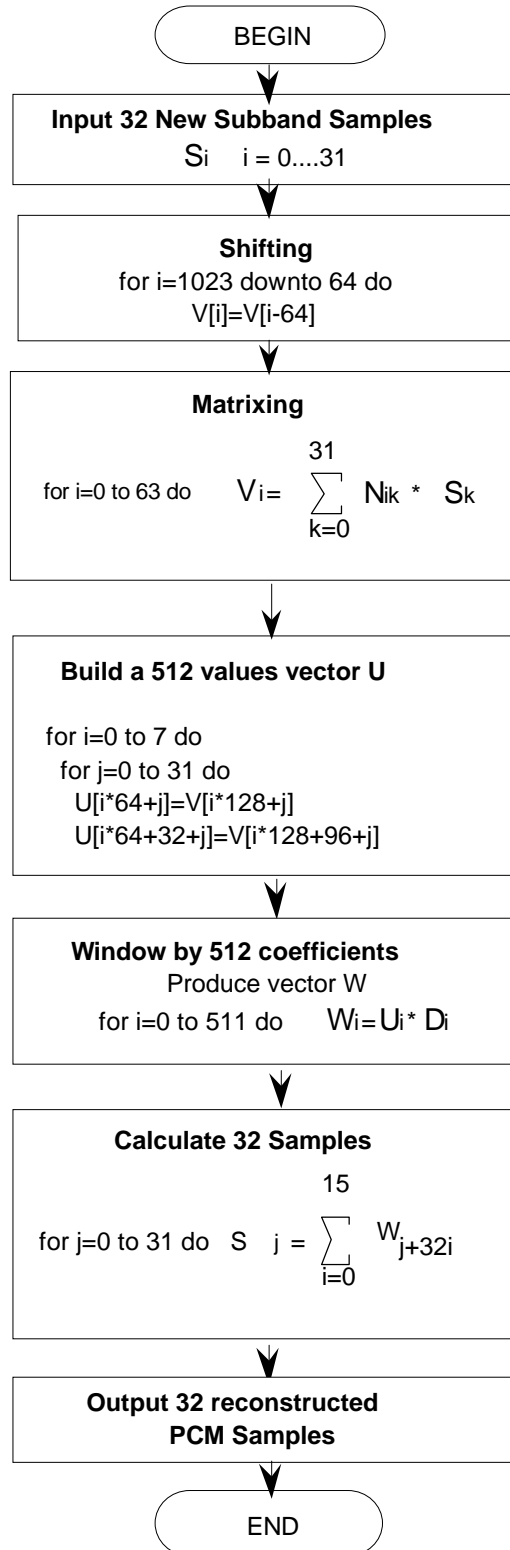 BEGIN
Input 32 New Subband Samples
Si i = 0....31
Shifting
for i=1023 downto 64 do
V[i]=V[i-64]
Matrixing
31
for i=0 to 63 do Vi= ∑ Nik * Sk
k=0
Build a 512 values vector U
for i=0 to 7 do
for j=0 to 31 do
U[i*64+j]=V[i*128+j]
U[i*64+32+j]=V[i*128+96+j]
Window by 512 coefficients
Produce vector W
for i=0 to 511 do Wi=Ui* Di
Calculate 32 Samples
15
for j=0 to 31 do S j = ∑ Wj+32i
i=0
Output 32 reconstructed
PCM Samples
END